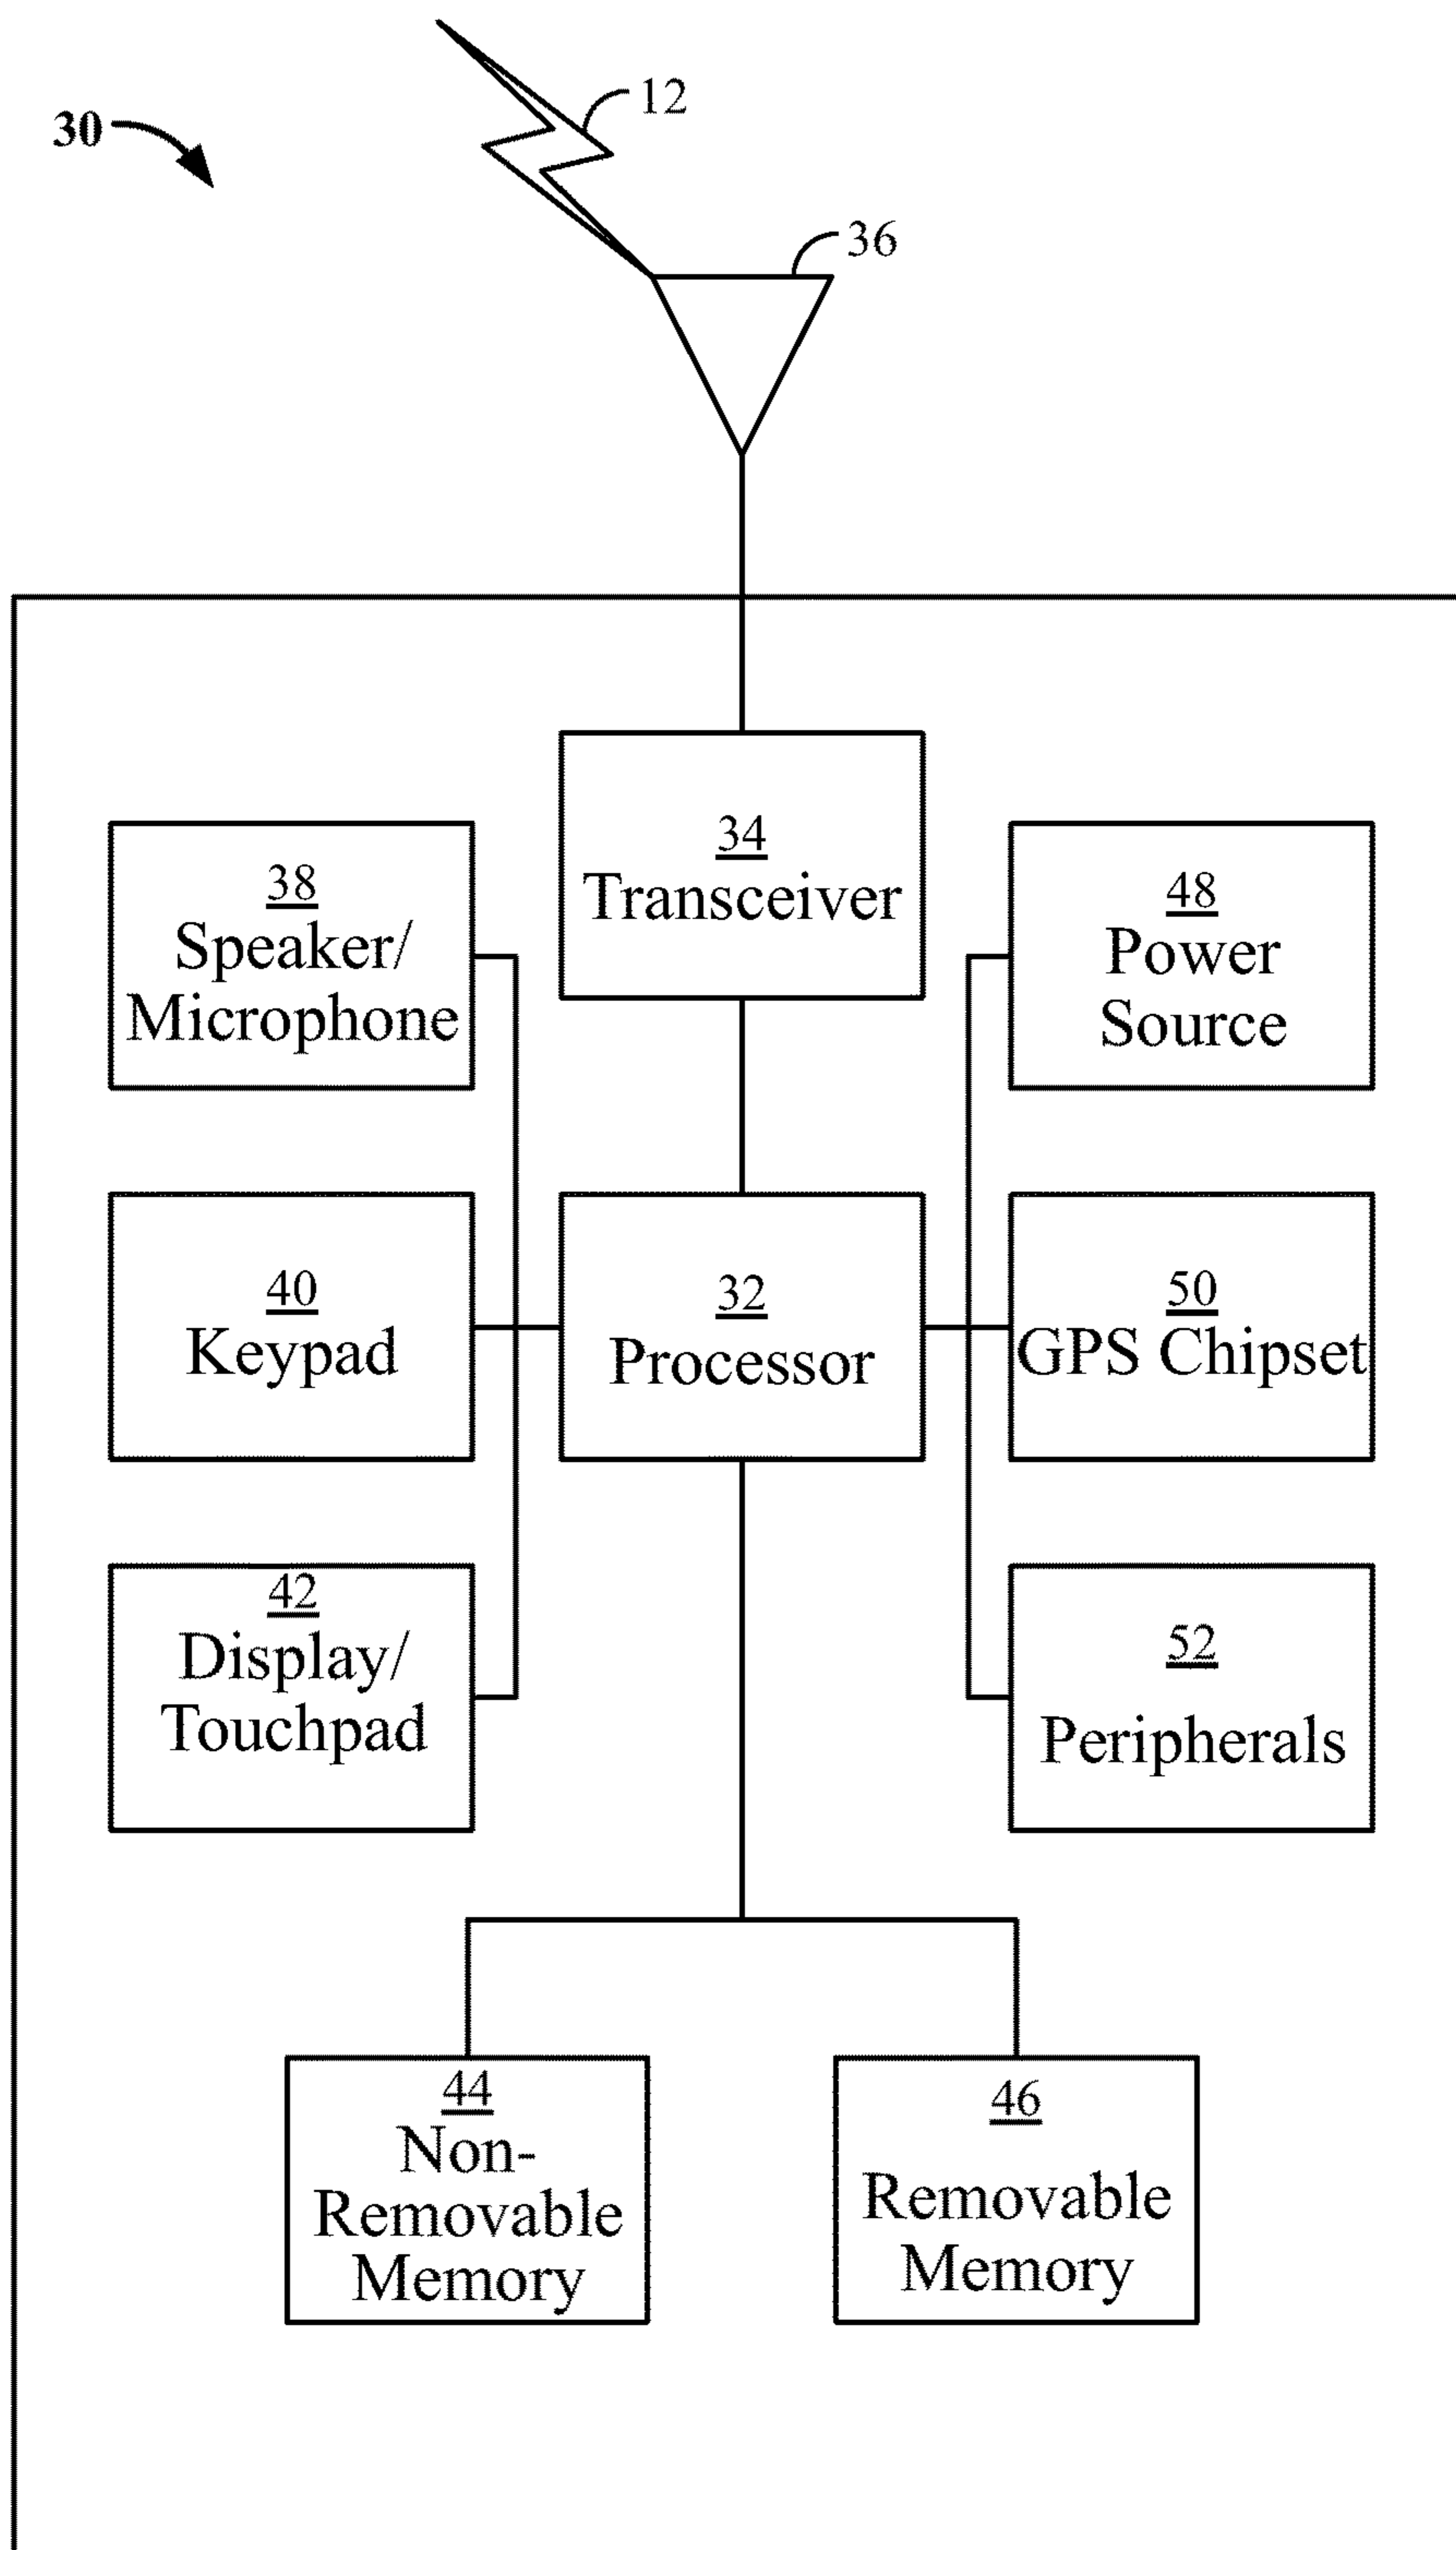 12
30
36
34
Transceiver
38
Speaker/
Microphone
48
Power
Source
40
Keypad
32
Processor
50
GPS Chipset
42
Display/
Touchpad
52
Peripherals
44
Non-
Removable
Memory
46
Removable
Memory